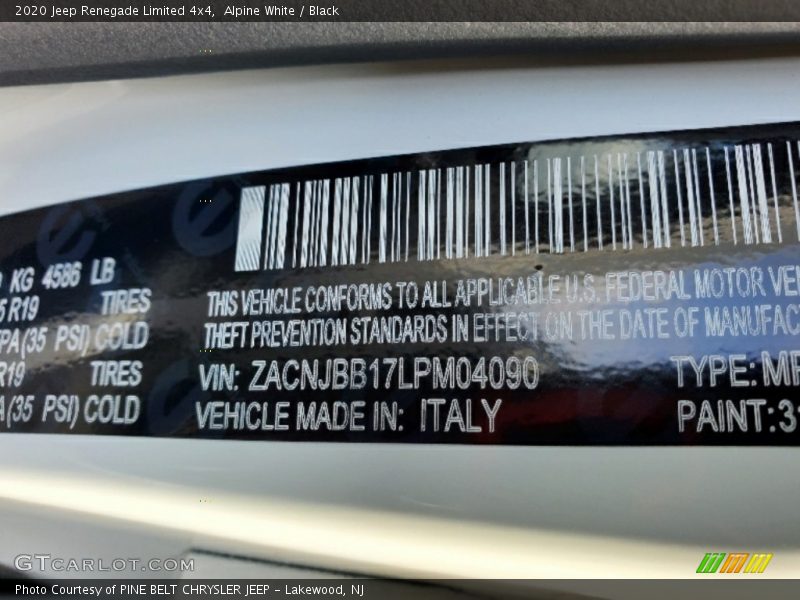 2020 Jeep Renegade Limited 4x4,  Alpine White / Black
KG 4586 LB
5 R19 TIRES
PA(35 PSI) COLD
R19 TIRES
A(35 PSI) COLD
THIS VEHICLE CONFORMS TO ALL APPLICABLE U.S. FEDERAL MOTOR VEH
THEFT PREVENTION STANDARDS IN EFFECT ON THE DATE OF MANUFAC
VIN: ZACNJBB17LPM04090
TYPE: MP
VEHICLE MADE IN: ITALY
PAINT:3
GTCARLOT.COM
Photo Courtesy of PINE BELT CHRYSLER JEEP - Lakewood, NJ